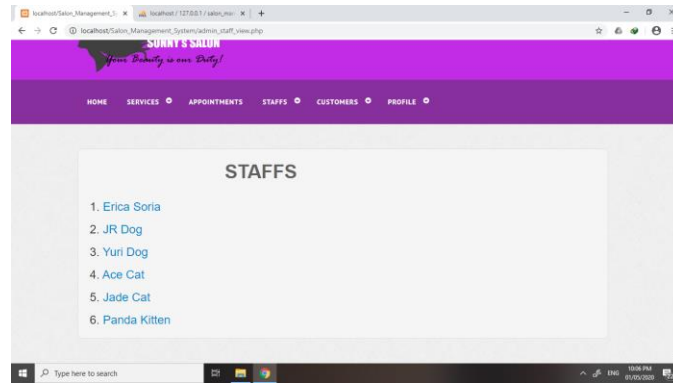 localhost/Salon_Management_S
localhost / 127.0.0.1 / salon_mar
localhost/Salon_Management_System/admin_staff_view.php
SONNY'S SALON
Your Beauty is our Duty!
HOME SERVICES APPOINTMENTS STAFFS CUSTOMERS PROFILE
STAFFS
1. Erica Soria
2. JR Dog
3. Yuri Dog
4. Ace Cat
5. Jade Cat
6. Panda Kitten
Type here to search
ENG
10:06 PM
01/05/2020